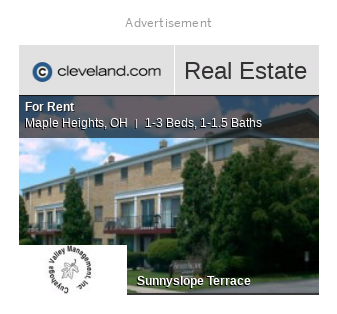 Advertisement
cleveland.com
Real Estate
For Rent
Maple Heights, OH | 1-3 Beds, 1-1.5 Baths
Cuyahoga Valley Management, Inc.
Sunnyslope Terrace